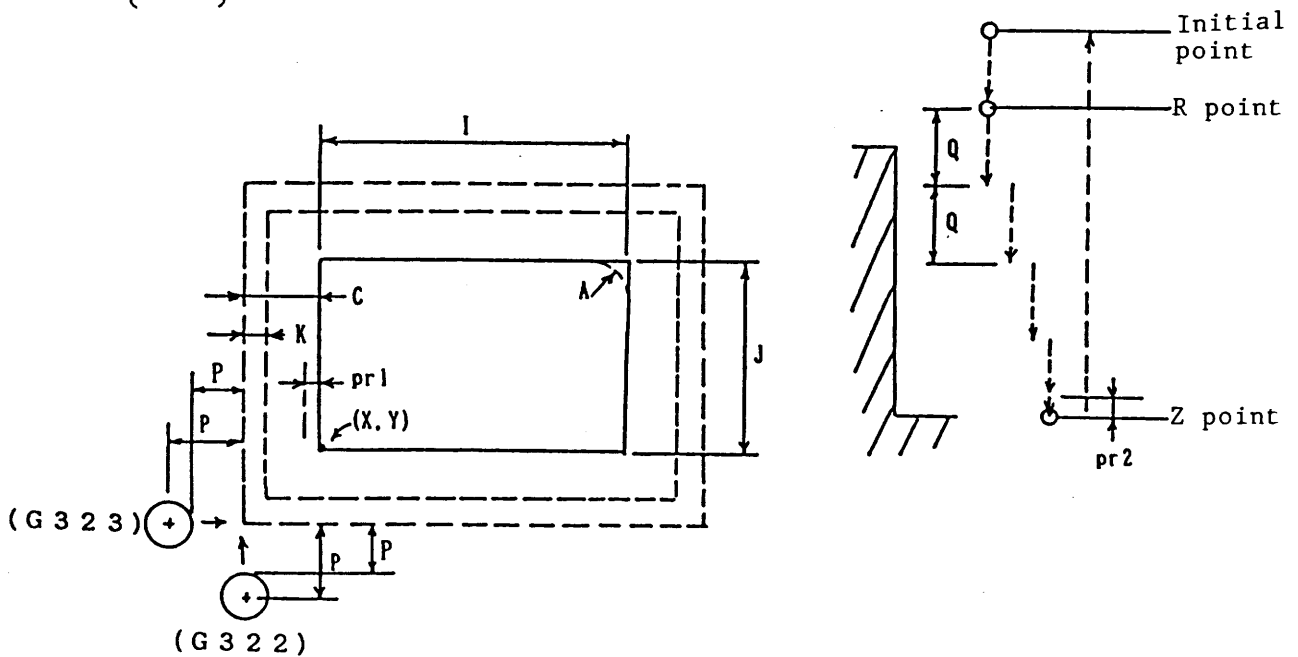 I
C
A
K
J
P
pr1
P
(X, Y)
(G323)
P
P
(G322)
Initial
point
R point
Q
Q
Z point
pr2